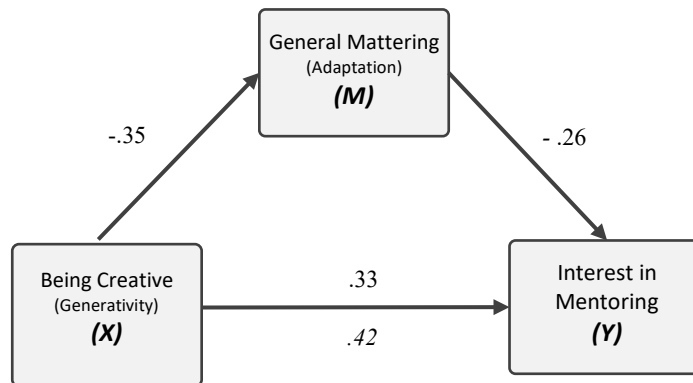 General Mattering
(Adaptation)
(M)
-.35
- .26
Being Creative
(Generativity)
(X)
.33
.42
Interest in
Mentoring
(Y)